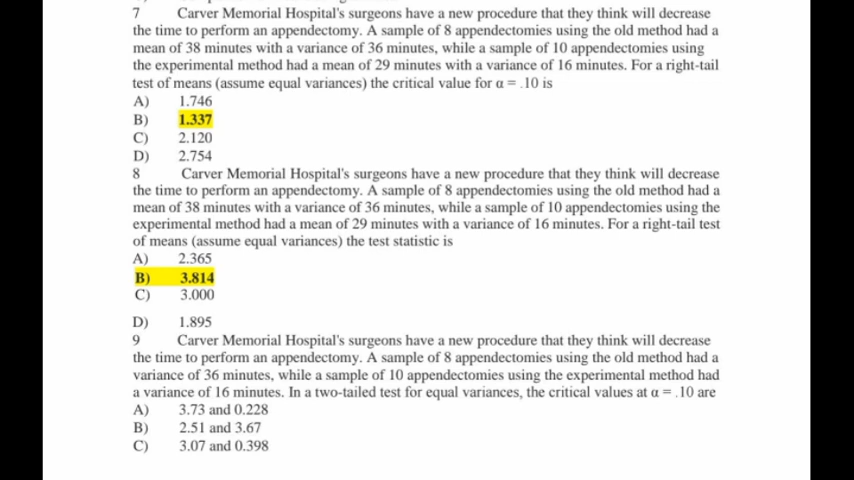 7 Carver Memorial Hospital's surgeons have a new procedure that they think will decrease
the time to perform an appendectomy. A sample of 8 appendectomies using the old method had a
mean of 38 minutes with a variance of 36 minutes, while a sample of 10 appendectomies using
the experimental method had a mean of 29 minutes with a variance of 16 minutes. For a right-tail
test of means (assume equal variances) the critical value for α = .10 is
A) 1.746
B) 1.337
C) 2.120
D) 2.754
8 Carver Memorial Hospital's surgeons have a new procedure that they think will decrease
the time to perform an appendectomy. A sample of 8 appendectomies using the old method had a
mean of 38 minutes with a variance of 36 minutes, while a sample of 10 appendectomies using the
experimental method had a mean of 29 minutes with a variance of 16 minutes. For a right-tail test
of means (assume equal variances) the test statistic is
A) 2.365
B) 3.814
C) 3.000
D) 1.895
9 Carver Memorial Hospital's surgeons have a new procedure that they think will decrease
the time to perform an appendectomy. A sample of 8 appendectomies using the old method had a
variance of 36 minutes, while a sample of 10 appendectomies using the experimental method had
a variance of 16 minutes. In a two-tailed test for equal variances, the critical values at α = .10 are
A) 3.73 and 0.228
B) 2.51 and 3.67
C) 3.07 and 0.398